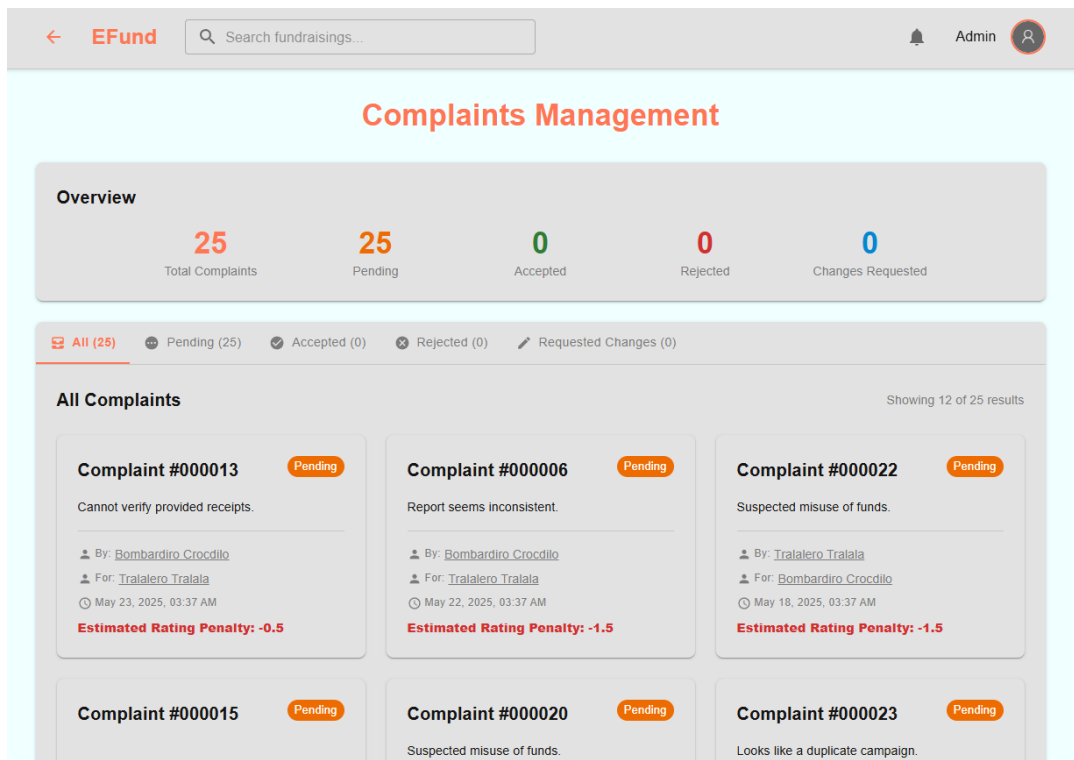 EFund
Search fundraisings...
Admin
Complaints Management
Overview
25 25 0 0 0
Total Complaints Pending Accepted Rejected Changes Requested
All (25) Pending (25) Accepted (0) Rejected (0) Requested Changes (0)
All Complaints Showing 12 of 25 results
Complaint #000013 Pending
Cannot verify provided receipts.
By: Bombardiro Crocdilo
For: Tralalero Tralala
May 23, 2025, 03:37 AM
Estimated Rating Penalty: -0.5
Complaint #000006 Pending
Report seems inconsistent.
By: Bombardiro Crocdilo
For: Tralalero Tralala
May 22, 2025, 03:37 AM
Estimated Rating Penalty: -1.5
Complaint #000022 Pending
Suspected misuse of funds.
By: Tralalero Tralala
For: Bombardiro Crocdilo
May 18, 2025, 03:37 AM
Estimated Rating Penalty: -1.5
Complaint #000015 Pending
Complaint #000020 Pending
Suspected misuse of funds.
Complaint #000023 Pending
Looks like a duplicate campaign.